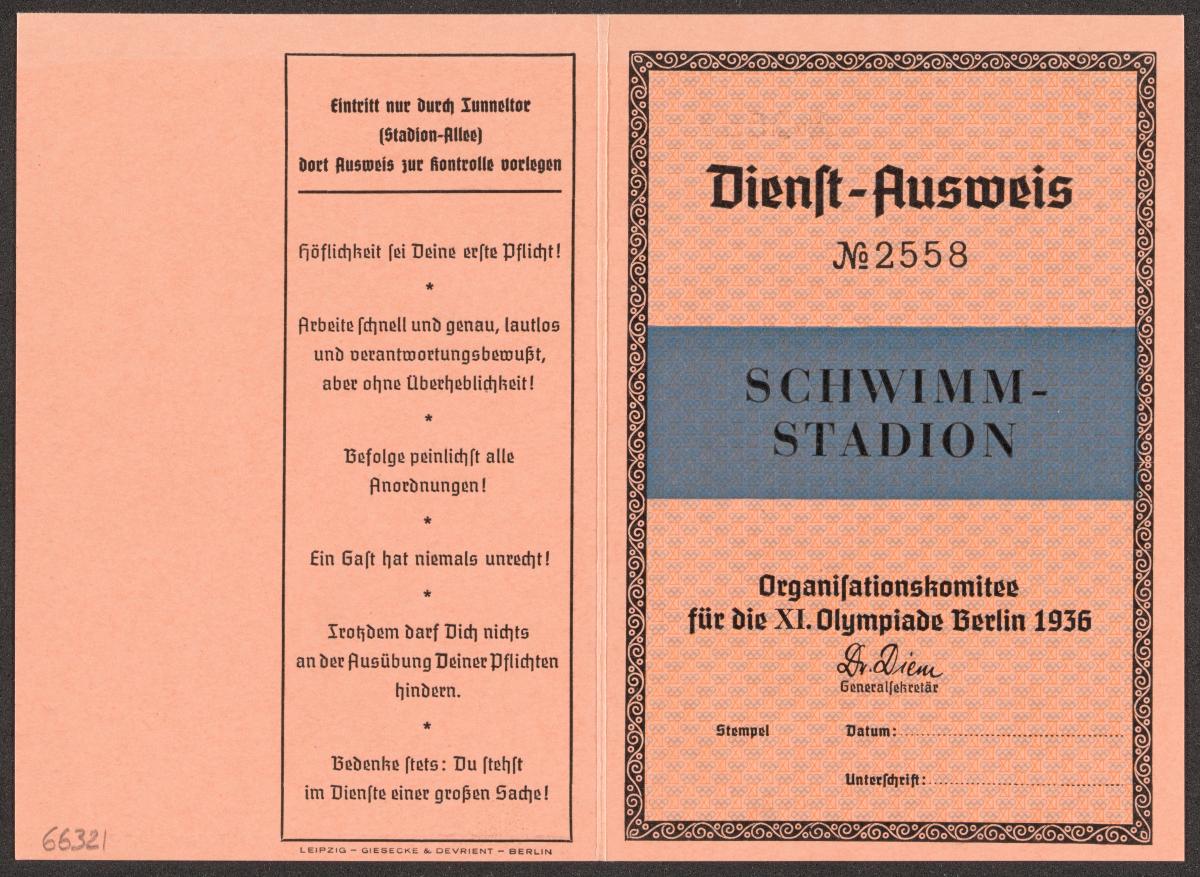 Eintritt nur durch Tunneltor
(Stadion-Allee)
dort Ausweis zur Kontrolle vorlegen
Höflichkeit sei Deine erste Pflicht!
*
Arbeite schnell und genau, lautlos
und verantwortungsbewußt,
aber ohne Überheblichkeit!
*
Befolge peinlichst alle
Anordnungen!
*
Ein Gast hat niemals unrecht!
*
Trotzdem darf Dich nichts
an der Ausübung Deiner Pflichten
hindern.
*
Bedenke stets: Du stehst
im Dienste einer großen Sache!
LEIPZIG – GIESECKE & DEVRIENT – BERLIN
66321
Dienst-Ausweis
№ 2558
SCHWIMM-
STADION
Organisationskomitee
für die XI. Olympiade Berlin 1936
Dr. Diem
Generalsekretär
Stempel
Datum:
Unterschrift: